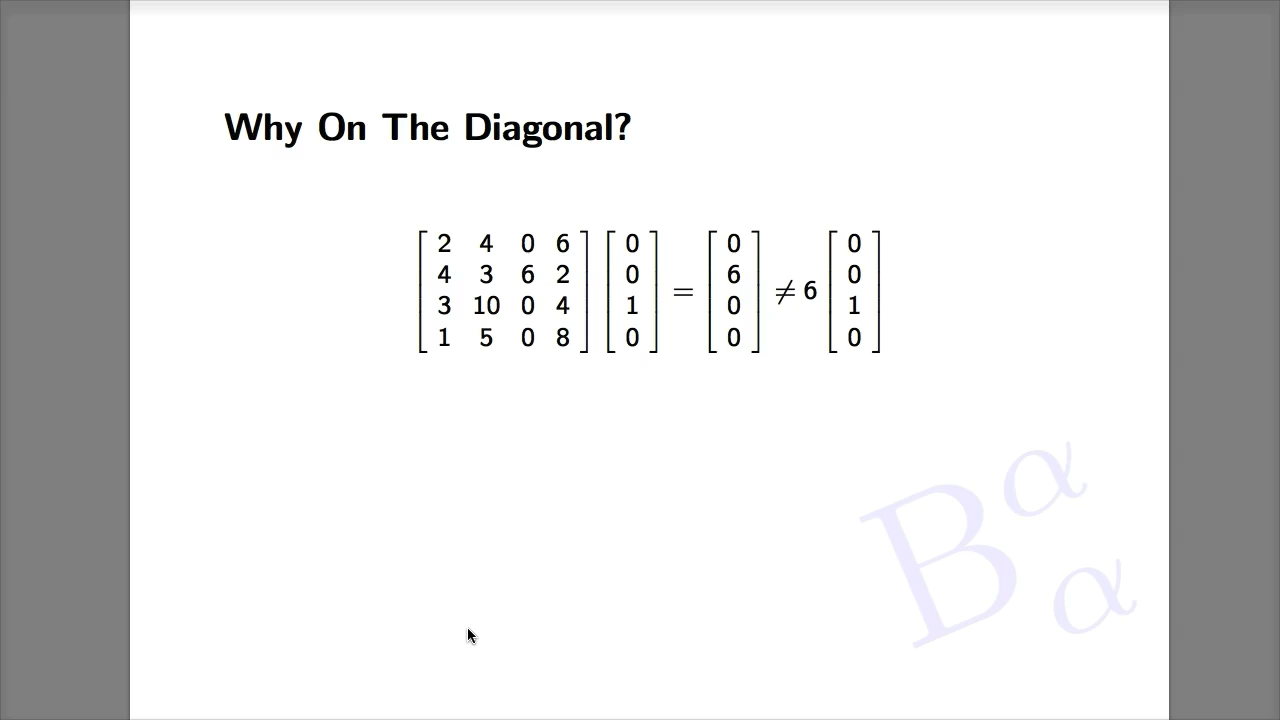 Why On The Diagonal?
2 4 0 6 0 0 0
4 3 6 2 0 6 0
= ≠ 6
3 10 0 4 1 0 1
1 5 0 8 0 0 0
B α α